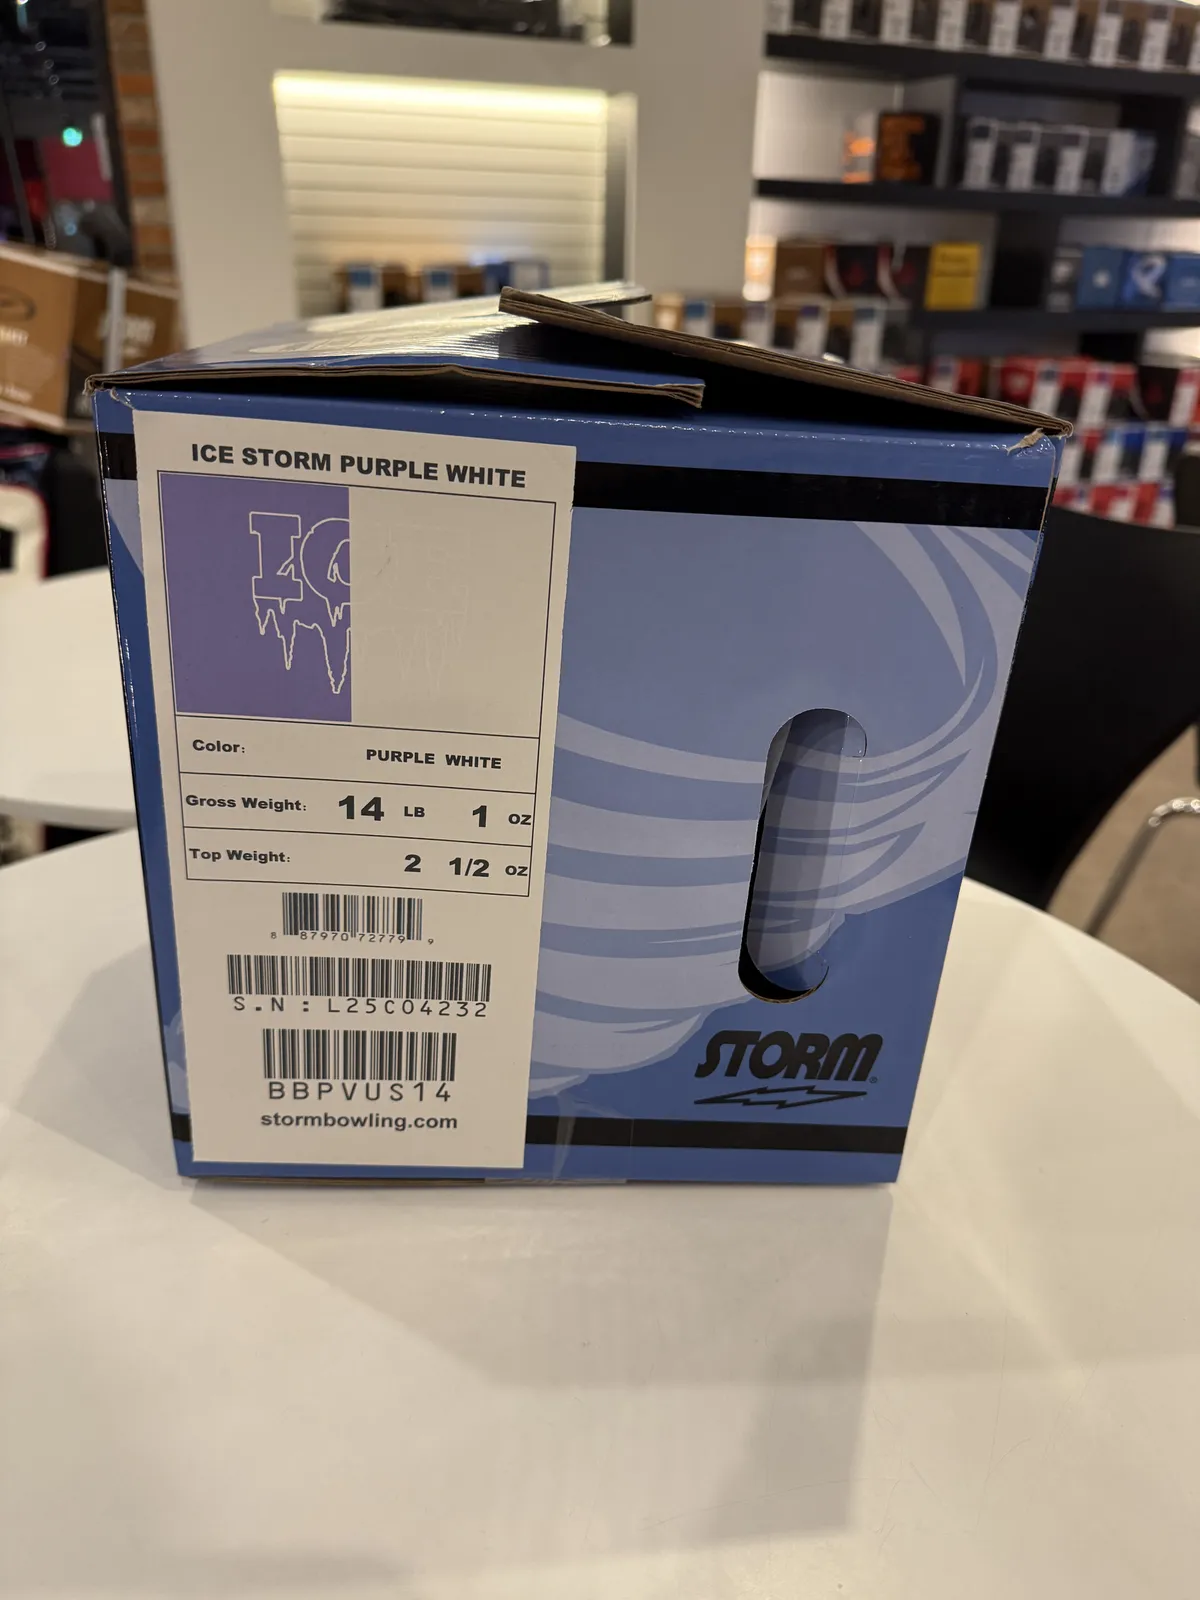 ICE STORM PURPLE WHITE
IC
Color: PURPLE WHITE
Gross Weight: 14 LB 1 oz
Top Weight: 2 1/2 oz
8 87970 72779 9
S.N : L25C04232
BBPVUS14
stormbowling.com
STORM